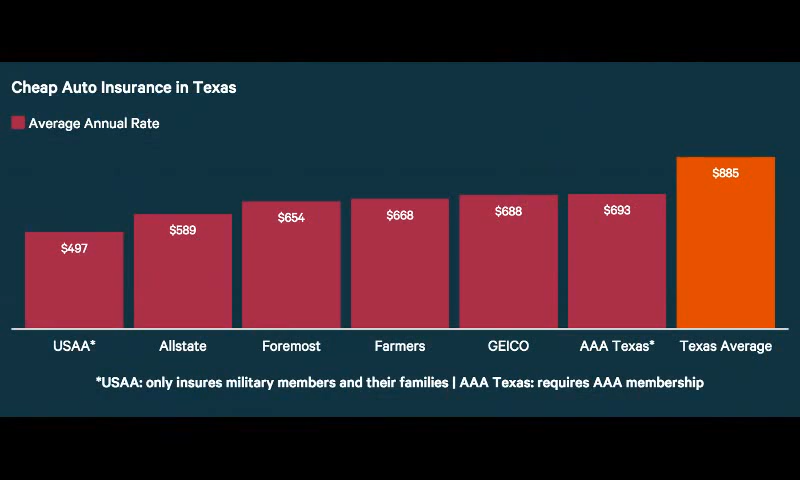 Cheap Auto Insurance in Texas
Average Annual Rate
$497
$589
$654
$668
$688
$693
$885
USAA*
Allstate
Foremost
Farmers
GEICO
AAA Texas*
Texas Average
*USAA: only insures military members and their families | AAA Texas: requires AAA membership